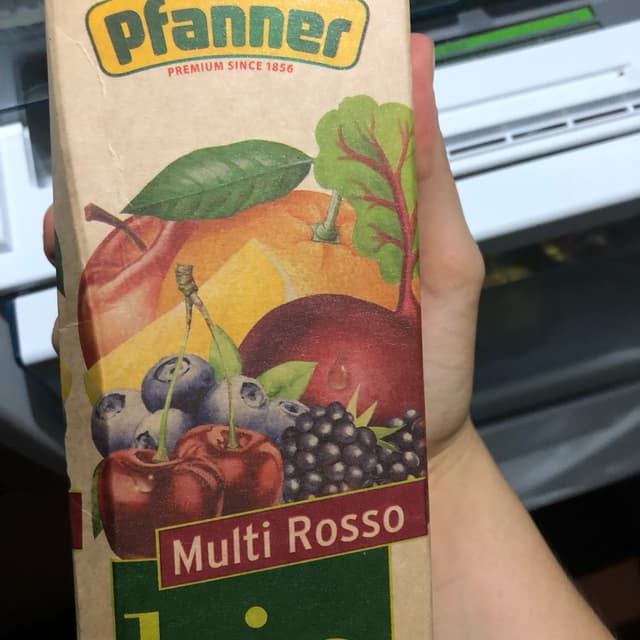 Pfanner
PREMIUM SINCE 1856
Multi Rosso